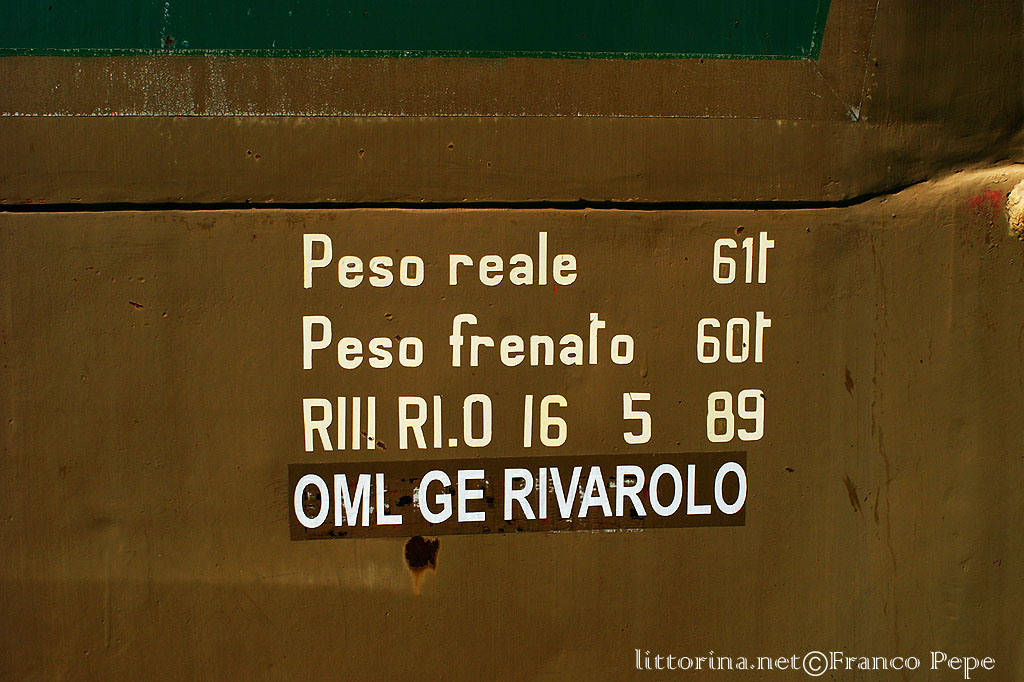 Peso reale 61t
Peso frenato 60t
RIII RI.O 16 5 89
OML GE RIVAROLO
littorina.net©Franco Pepe